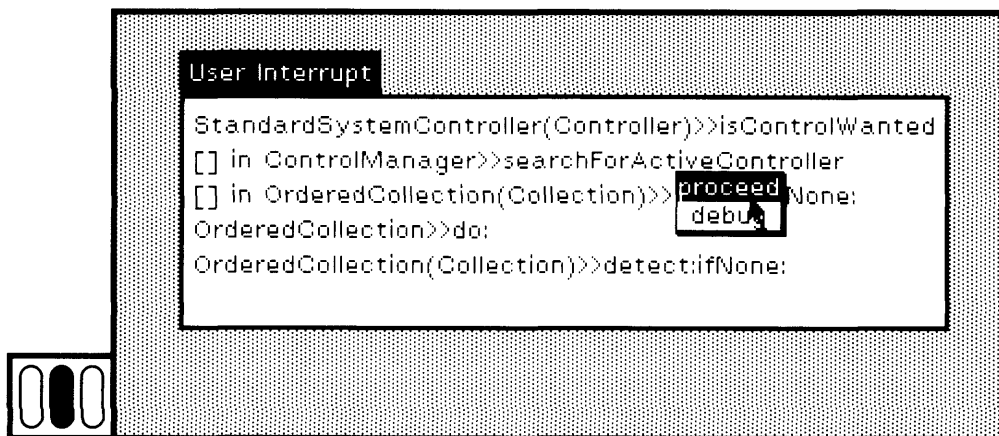 User Interrupt
StandardSystemController(Controller)>>isControlWanted
[] in ControlManager>>searchForActiveController
[] in OrderedCollection(Collection)>> None:
proceed
debug
OrderedCollection>>do:
OrderedCollection(Collection)>>detect:ifNone: